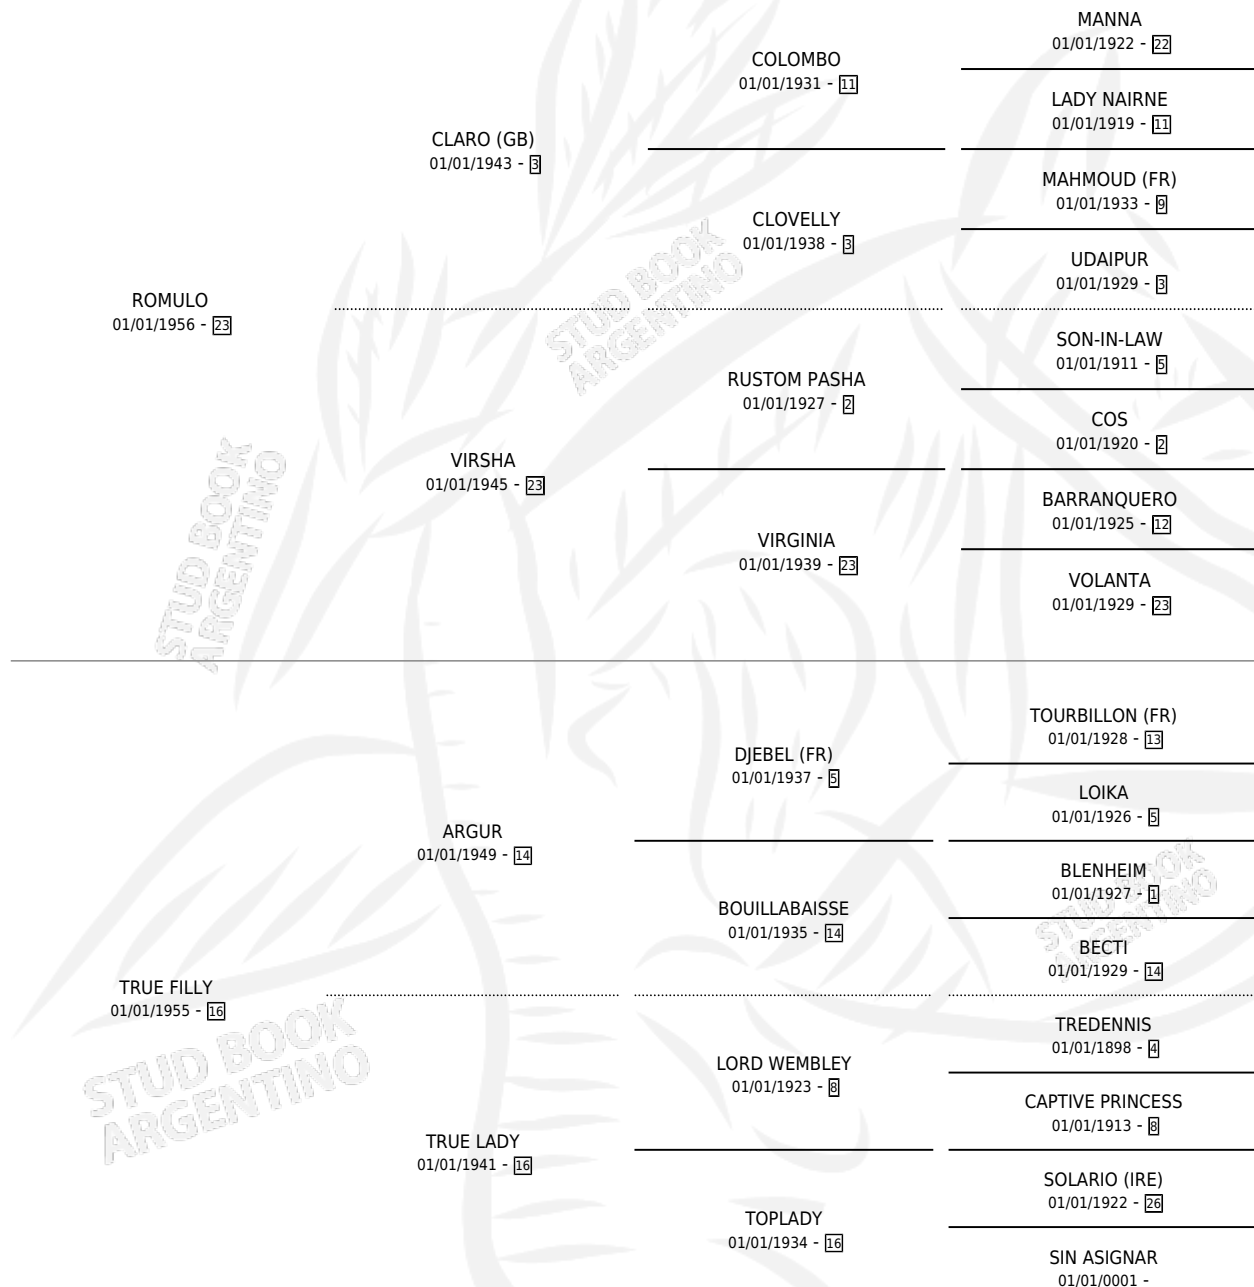 MANNA
01/01/1922 - 22
COLOMBO
01/01/1931 - 11
LADY NAIRNE
01/01/1919 - 11
CLARO (GB)
01/01/1943 - 3
MAHMOUD (FR)
01/01/1933 - 9
CLOVELLY
01/01/1938 - 3
UDAIPUR
01/01/1929 - 3
ROMULO
01/01/1956 - 23
SON-IN-LAW
01/01/1911 - 5
RUSTOM PASHA
01/01/1927 - 2
COS
01/01/1920 - 2
VIRSHA
01/01/1945 - 23
BARRANQUERO
01/01/1925 - 12
VIRGINIA
01/01/1939 - 23
VOLANTA
01/01/1929 - 23
TOURBILLON (FR)
01/01/1928 - 13
DJEBEL (FR)
01/01/1937 - 5
LOIKA
01/01/1926 - 5
ARGUR
01/01/1949 - 14
BLENHEIM
01/01/1927 - 1
BOUILLABAISSE
01/01/1935 - 14
BECTI
01/01/1929 - 14
TRUE FILLY
01/01/1955 - 16
TREDENNIS
01/01/1898 - 4
LORD WEMBLEY
01/01/1923 - 8
CAPTIVE PRINCESS
01/01/1913 - 8
TRUE LADY
01/01/1941 - 16
SOLARIO (IRE)
01/01/1922 - 26
TOPLADY
01/01/1934 - 16
SIN ASIGNAR
01/01/0001 -
STUD BOOK
ARGENTINO
STUD BOOK
ARGENTINO
STUD BOOK
ARGENTINO
STUD BOOK
ARGENTINO